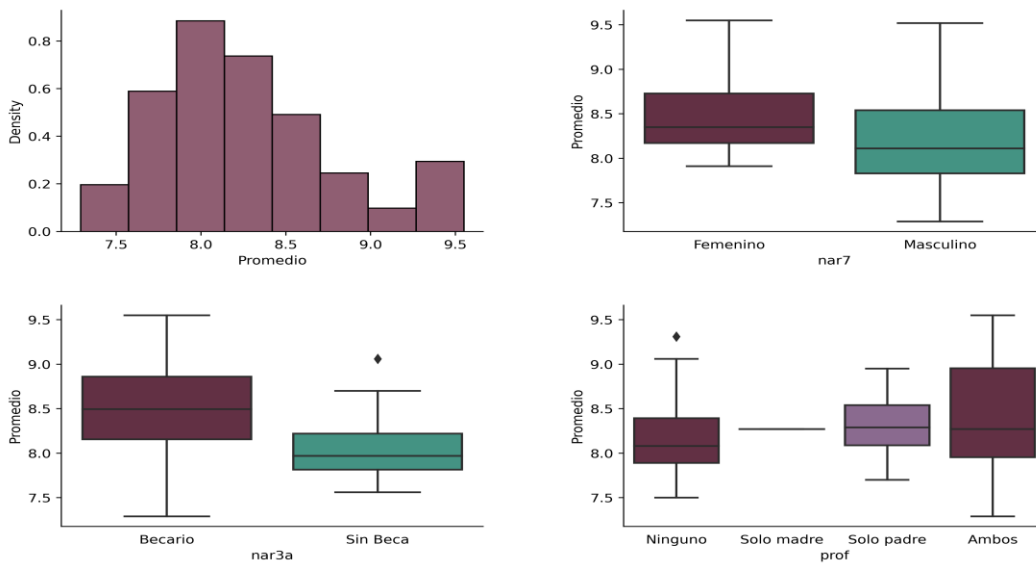 0.8
0.6
0.4
0.2
0.0
Density
7.5 8.0 8.5 9.0 9.5
Promedio
9.5
9.0
8.5
8.0
7.5
Promedio
Femenino Masculino
nar7
9.5
9.0
8.5
8.0
7.5
Promedio
Becario Sin Beca
nar3a
9.5
9.0
8.5
8.0
7.5
Promedio
Ninguno Solo madre Solo padre Ambos
prof